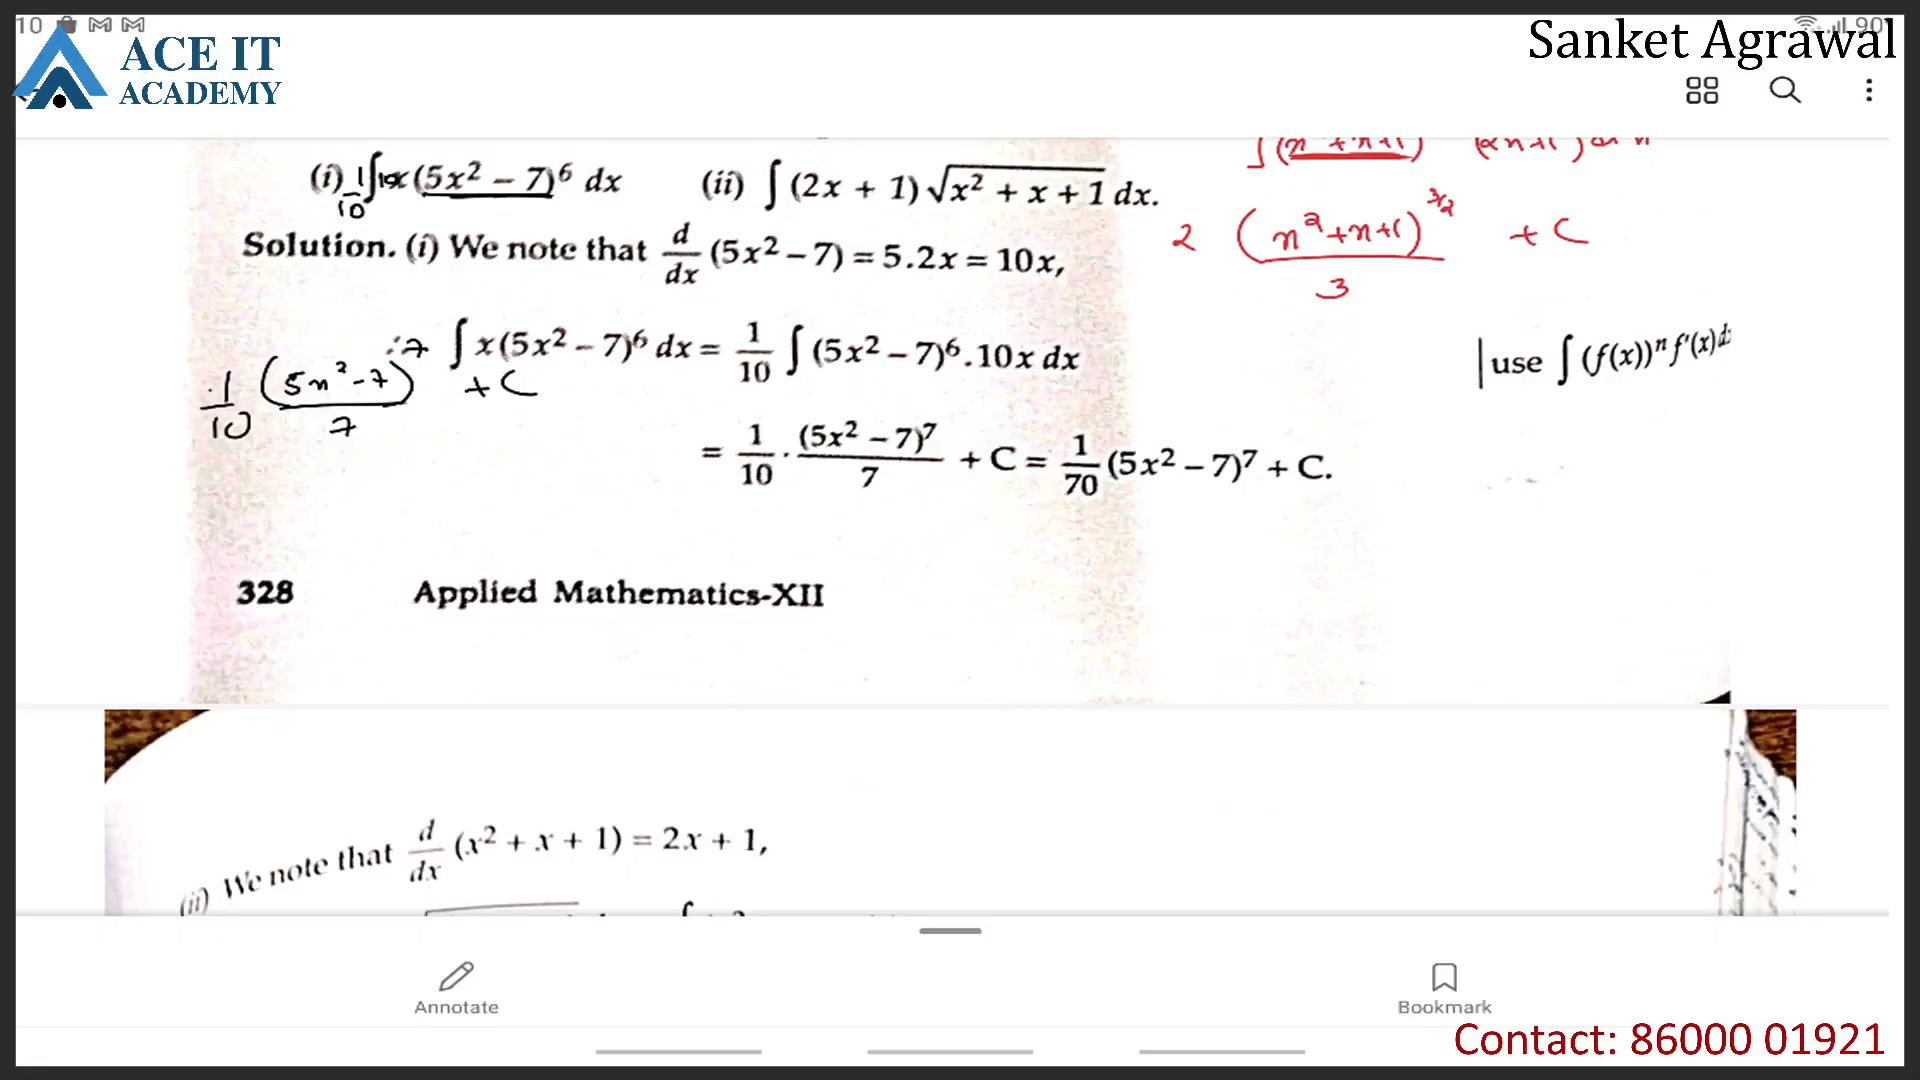 10
90
ACE IT
ACADEMY
Sanket Agrawal
(i) 1/10 ∫ 10x (5x² – 7)⁶ dx (ii) ∫ (2x + 1) √(x² + x + 1) dx.
2 (x² + x + 1)^3/2 / 3 + C
Solution. (i) We note that d/dx (5x² – 7) = 5.2x = 10x,
∫ x(5x² – 7)⁶ dx = 1/10 ∫ (5x² – 7)⁶ . 10x dx
| use ∫ (f(x))ⁿ f'(x)
1/10 (5x² – 7)⁷ / 7 + C
= 1/10 . (5x² – 7)⁷ / 7 + C = 1/70 (5x² – 7)⁷ + C.
328 Applied Mathematics-XII
(ii) We note that d/dx (x² + x + 1) = 2x + 1,
Annotate
Bookmark
Contact: 86000 01921